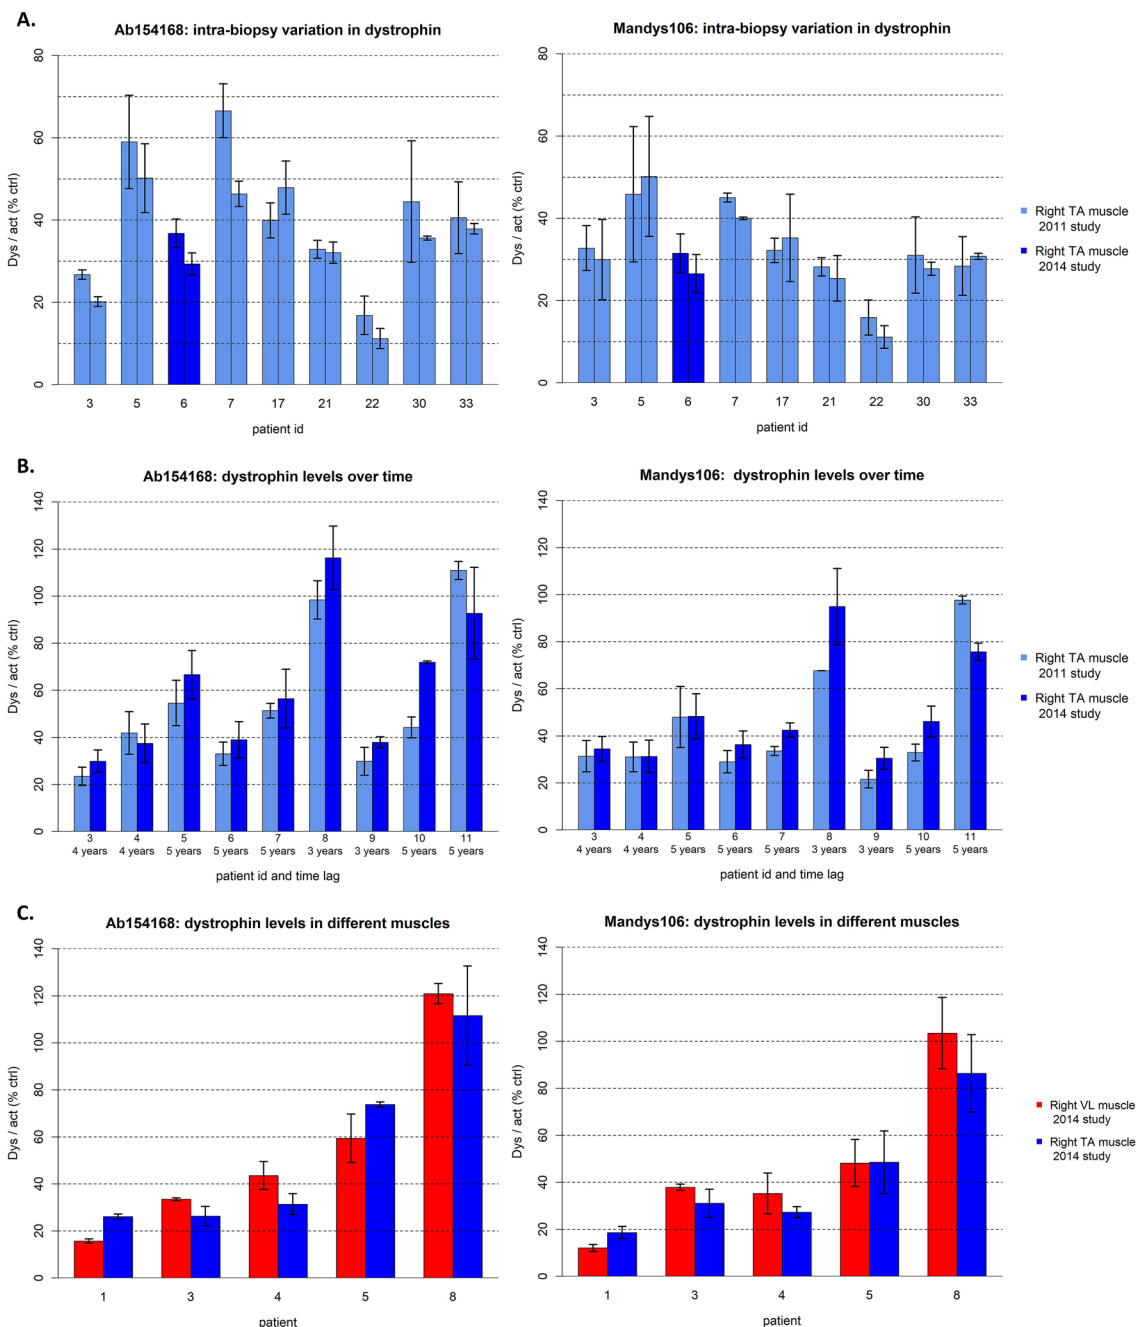 A.
Ab154168: intra-biopsy variation in dystrophin
Dys / act (% ctrl)
0 20 40 60 80
3 5 6 7 17 21 22 30 33
patient id
Mandys106: intra-biopsy variation in dystrophin
Dys / act (% ctrl)
0 20 40 60 80
3 5 6 7 17 21 22 30 33
patient id
Right TA muscle
2011 study
Right TA muscle
2014 study
B.
Ab154168: dystrophin levels over time
Dys / act (% ctrl)
0 20 40 60 80 100 120 140
3 4 5 6 7 8 9 10 11
4 years 4 years 5 years 5 years 5 years 3 years 3 years 5 years 5 years
patient id and time lag
Mandys106: dystrophin levels over time
Dys / act (% ctrl)
0 20 40 60 80 100 120 140
3 4 5 6 7 8 9 10 11
4 years 4 years 5 years 5 years 5 years 3 years 3 years 5 years 5 years
patient id and time lag
Right TA muscle
2011 study
Right TA muscle
2014 study
C.
Ab154168: dystrophin levels in different muscles
Dys / act (% ctrl)
0 20 40 60 80 100 120 140
1 3 4 5 8
patient
Mandys106: dystrophin levels in different muscles
Dys / act (% ctrl)
0 20 40 60 80 100 120 140
1 3 4 5 8
patient
Right VL muscle
2014 study
Right TA muscle
2014 study